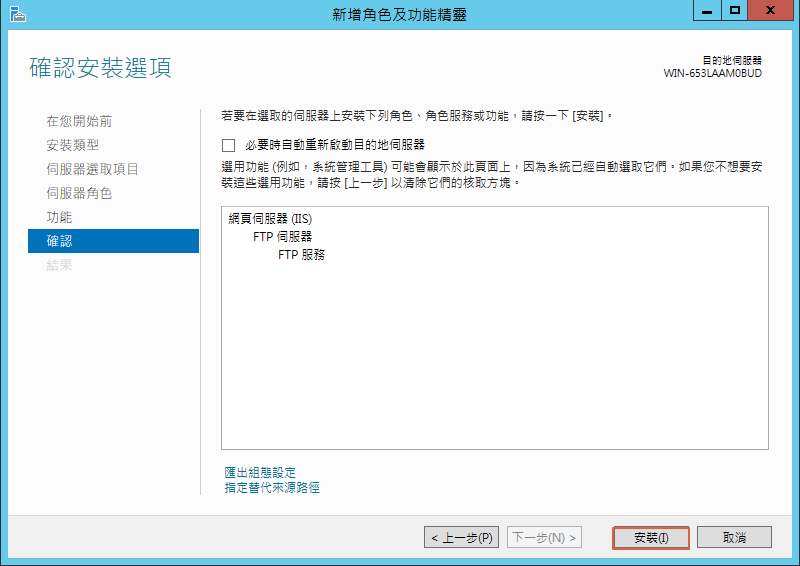 新增角色及功能精靈
確認安裝選項
目的地伺服器
WIN-653LAAM0BUD
在您開始前
安裝類型
伺服器選取項目
伺服器角色
功能
確認
結果
若要在選取的伺服器上安裝下列角色、角色服務或功能，請按一下 [安裝]。
必要時自動重新啟動目的地伺服器
選用功能 (例如，系統管理工具) 可能會顯示於此頁面上，因為系統已經自動選取它們。如果您不想要安
裝這些選用功能，請按 [上一步] 以清除它們的核取方塊。
網頁伺服器 (IIS)
FTP 伺服器
FTP 服務
匯出組態設定
指定替代來源路徑
< 上一步(P)
下一步(N) >
安裝(I)
取消